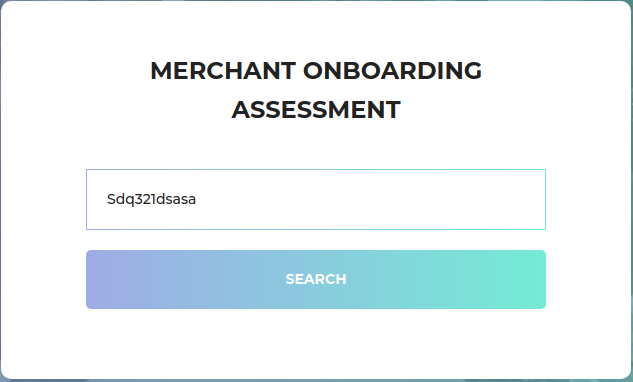 MERCHANT ONBOARDING
ASSESSMENT
Sdq321dsasa
SEARCH